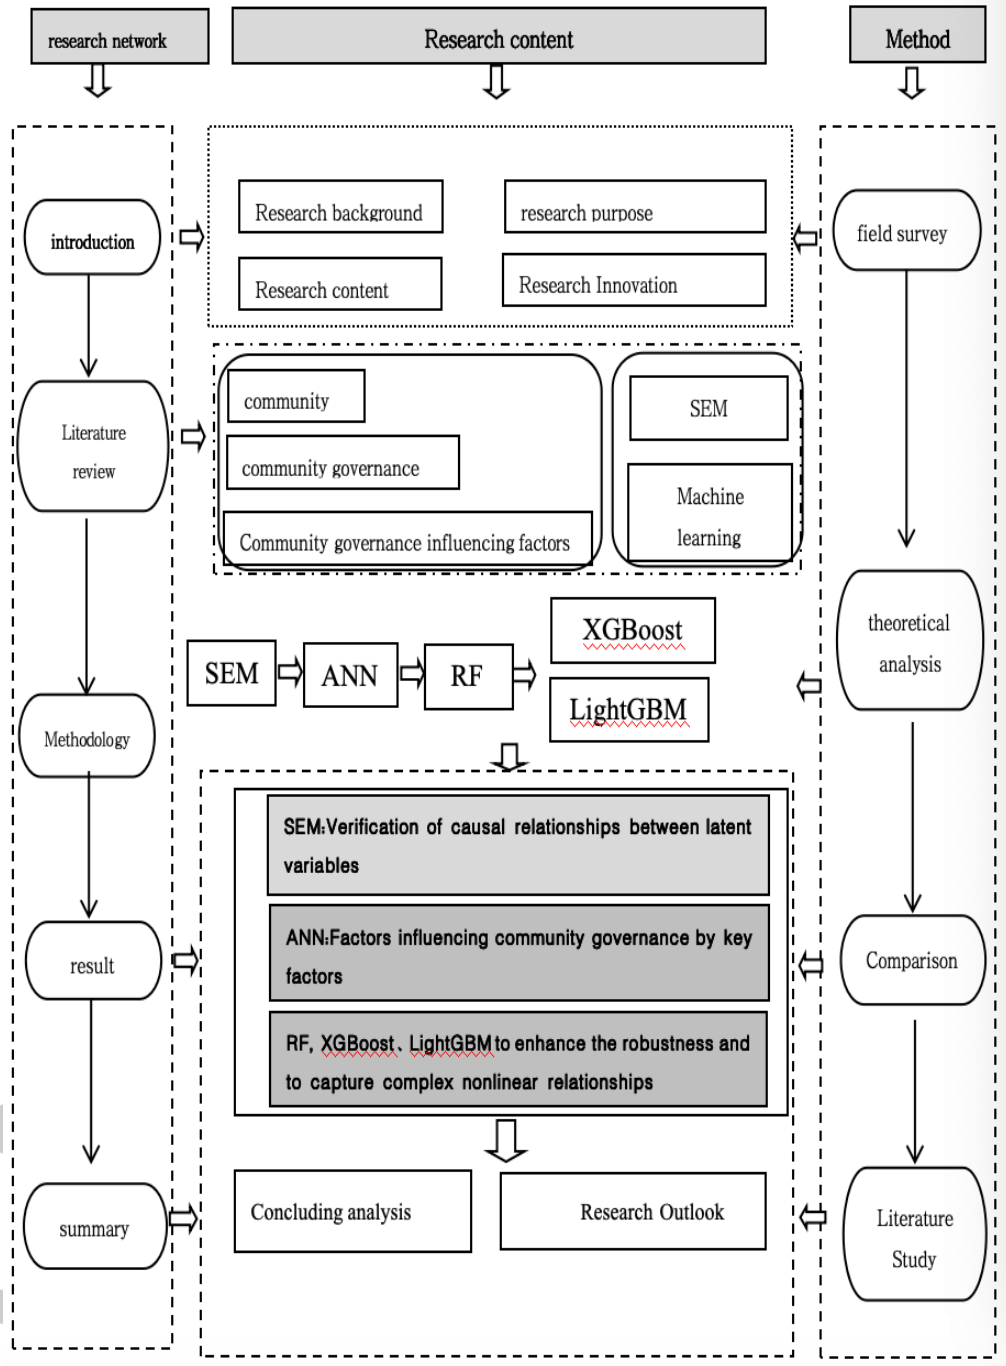 research network
Research content
Method
introduction
Research background
research purpose
Research content
Research Innovation
field survey
Literature
review
community
community governance
Community governance influencing factors
SEM
Machine
learning
theoretical
analysis
SEM
ANN
RF
XGBoost
LightGBM
Methodology
SEM:Verification of causal relationships between latent
variables
ANN:Factors influencing community governance by key
factors
RF, XGBoost、LightGBM to enhance the robustness and
to capture complex nonlinear relationships
result
Comparison
summary
Concluding analysis
Research Outlook
Literature
Study